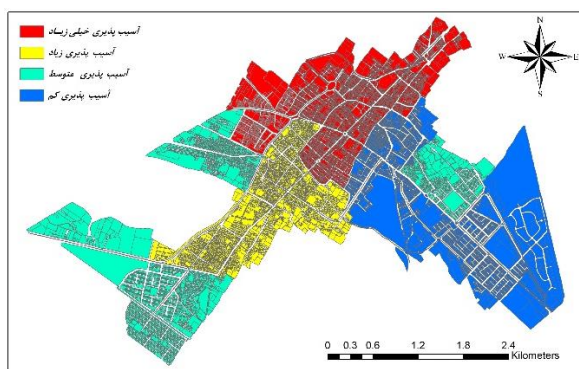 آسیب پذیری خیلی زیاد
آسیب پذیری زیاد
آسیب پذیری متوسط
آسیب پذیری کم
N
W E
S
0 0.3 0.6 1.2 1.8 2.4
Kilometers